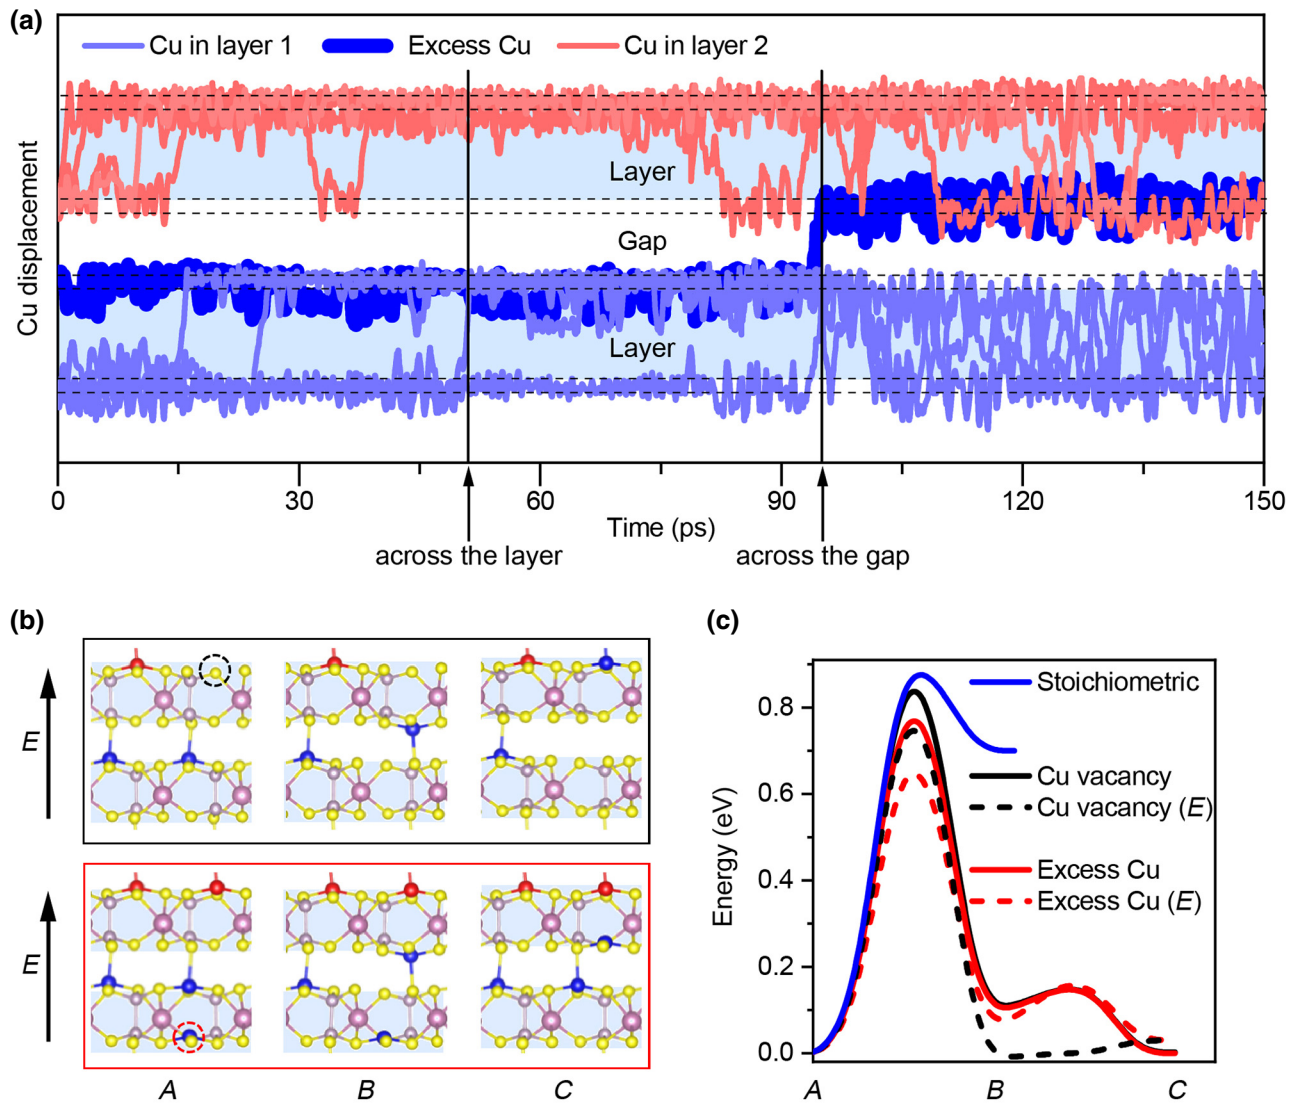 (a)
Cu in layer 1 Excess Cu Cu in layer 2
Cu displacement
Layer
Gap
Layer
0 30 60 90 120 150
Time (ps)
across the layer across the gap
(b)
E
E
A B C
(c)
Energy (eV)
0.8
0.6
0.4
0.2
0.0
Stoichiometric
Cu vacancy
Cu vacancy (E)
Excess Cu
Excess Cu (E)
A B C